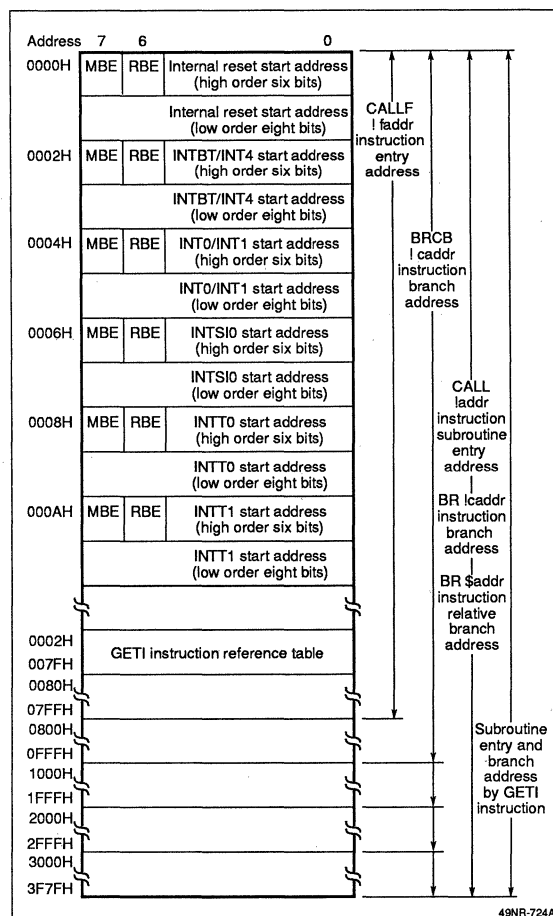 Address 7 6 0
0000H MBE RBE Internal reset start address
(high order six bits)
Internal reset start address
(low order eight bits)
0002H MBE RBE INTBT/INT4 start address
(high order six bits)
INTBT/INT4 start address
(low order eight bits)
0004H MBE RBE INT0/INT1 start address
(high order six bits)
INT0/INT1 start address
(low order eight bits)
0006H MBE RBE INTSI0 start address
(high order six bits)
INTSI0 start address
(low order eight bits)
0008H MBE RBE INTT0 start address
(high order six bits)
INTT0 start address
(low order eight bits)
000AH MBE RBE INTT1 start address
(high order six bits)
INTT1 start address
(low order eight bits)
0002H
GETI instruction reference table
007FH
0080H
07FFH
0800H
0FFFH
1000H
1FFFH
2000H
2FFFH
3000H
3F7FH
CALLF
! faddr
instruction
entry
address
BRCB
! caddr
instruction
branch
address
CALL
!addr
instruction
subroutine
entry
address
BR !caddr
instruction
branch
address
BR $addr
instruction
relative
branch
address
Subroutine
entry and
branch
address
by GETI
instruction
49NR-724A